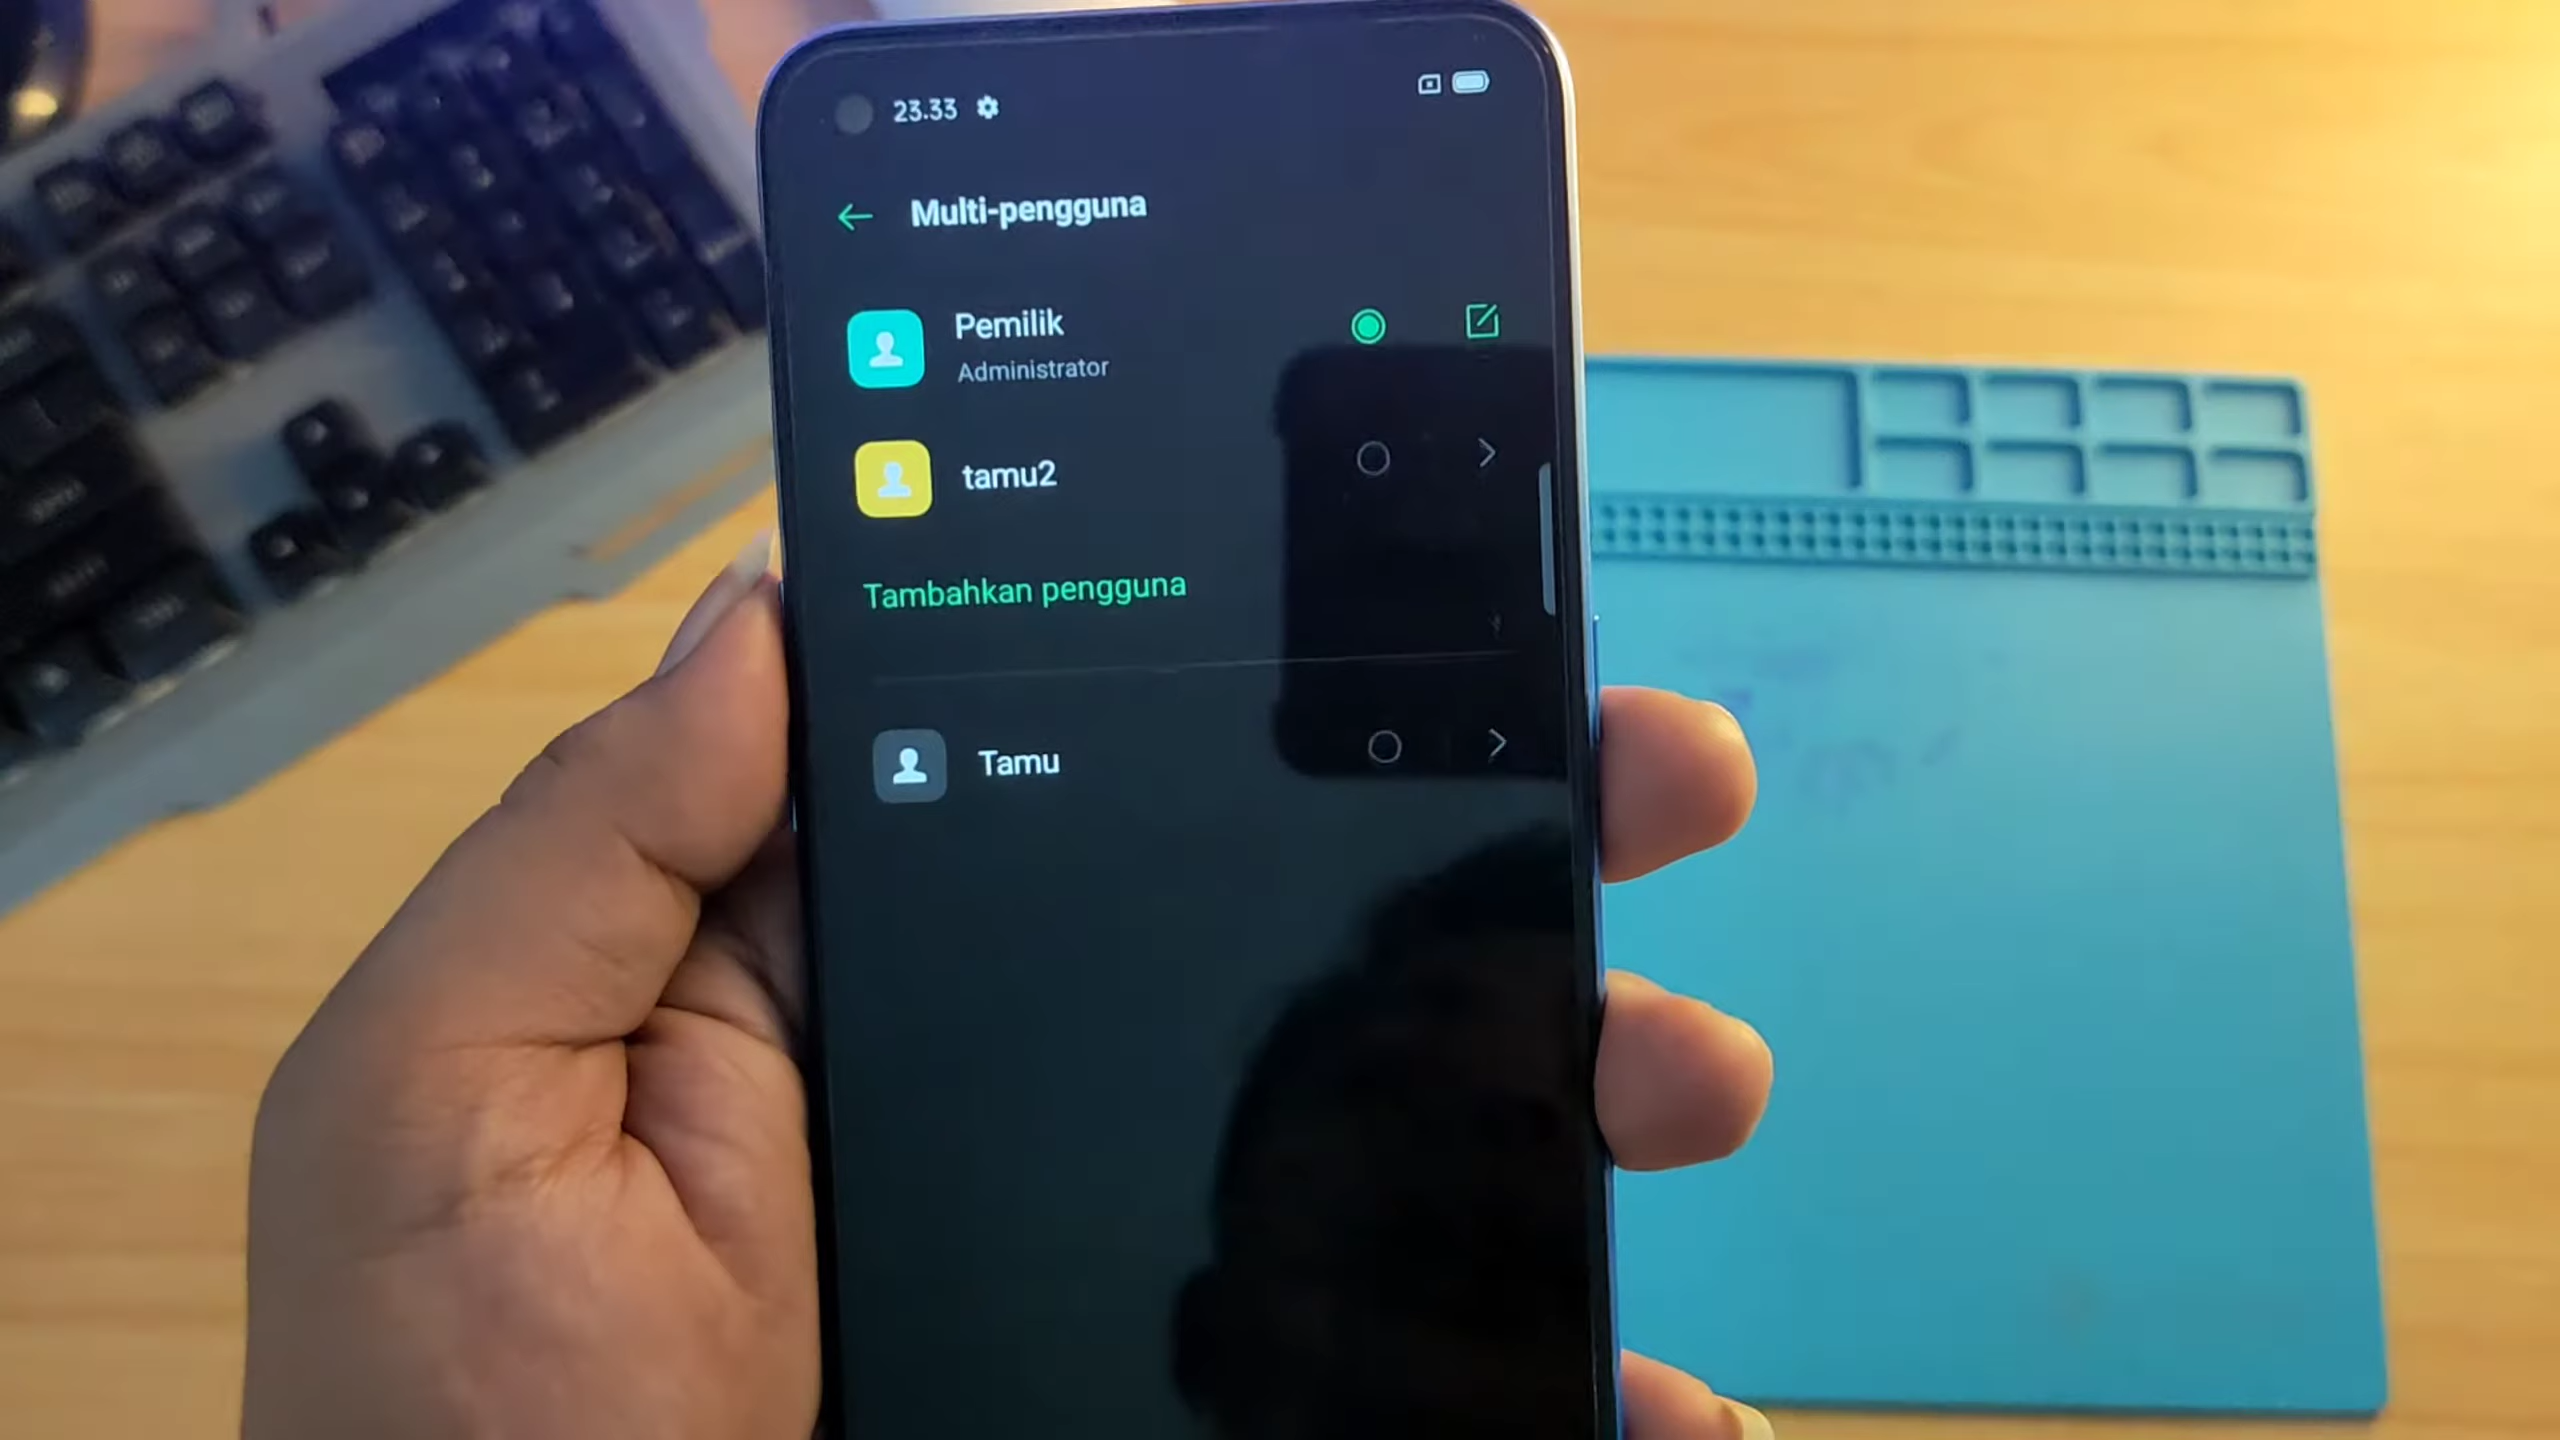 23.33
Multi-pengguna
Pemilik
Administrator
tamu2
Tambahkan pengguna
Tamu